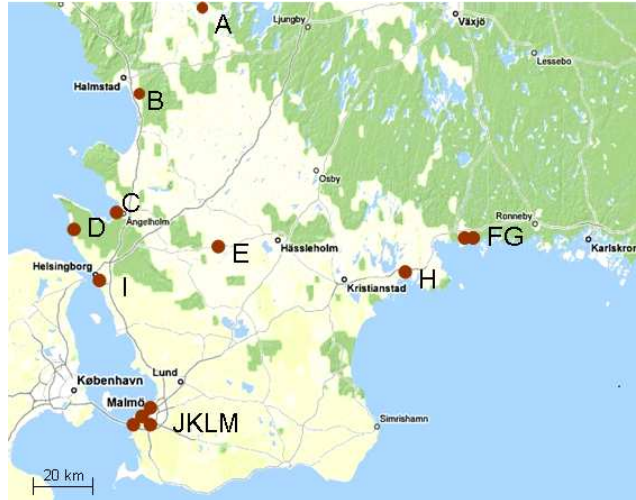 A
Ljungby
Växjö
Lessebo
Halmstad
B
Osby
C
Ängelholm
D
Ronneby
FG
Karlskron
E
Hässleholm
Helsingborg
I
H
Kristianstad
Lund
København
Malmö
JKLM
Simrishamn
20 km